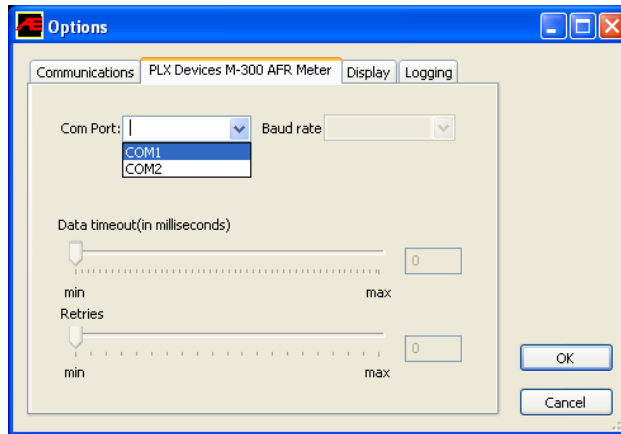 Options
Communications PLX Devices M-300 AFR Meter Display Logging
Com Port: Baud rate
COM1
COM2
Data timeout(in milliseconds)
0
min max
Retries
0
min max
OK
Cancel